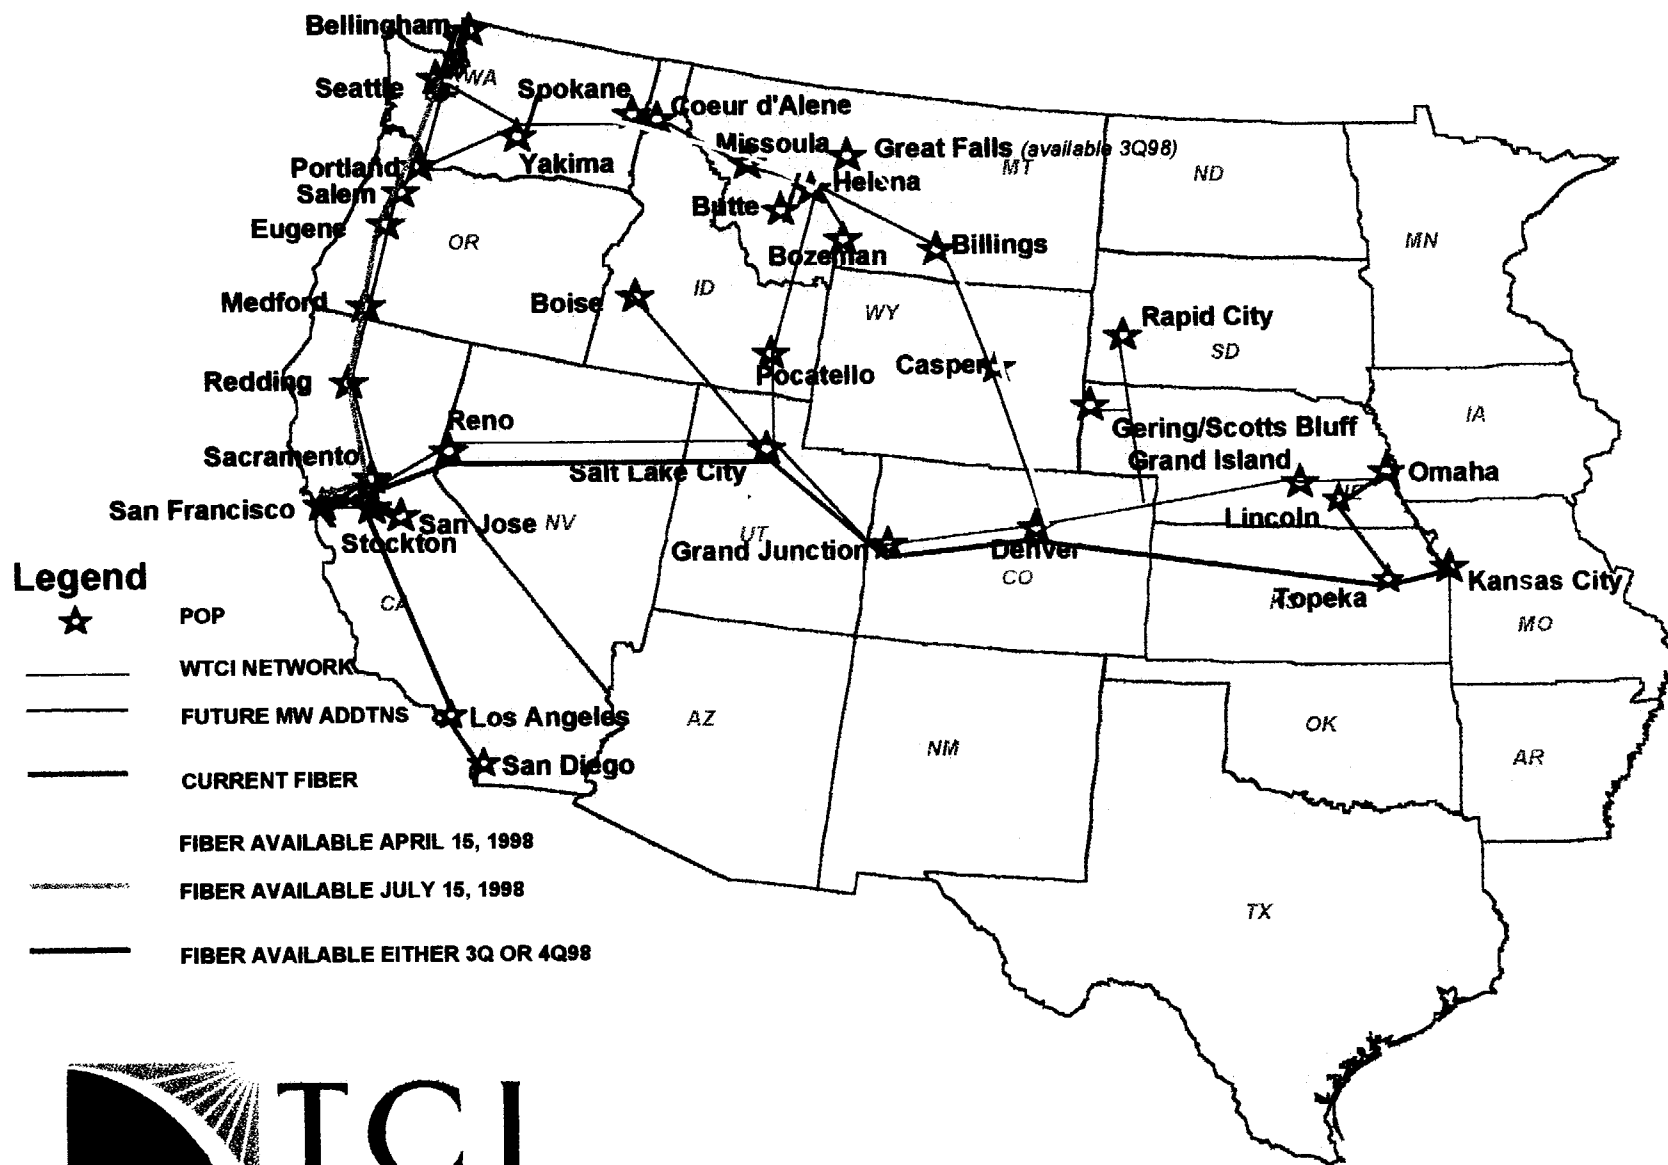 Bellingham
WA
Seattle
Spokane
Coeur d'Alene
Missoula
Great Falls (available 3Q98)
MT
ND
Portland
Yakima
Helena
Salem
Butte
Eugene
OR
MN
Bozeman
Billings
Medford
Boise
ID
WY
Rapid City
SD
Redding
Pocatello
Casper
Reno
Gering/Scotts Bluff
IA
Sacramento
Salt Lake City
Grand Island
Omaha
NE
San Francisco
San Jose
NV
Lincoln
Stockton
UT
Grand Junction
Denver
CO
Kansas City
Topeka
Legend
CA
MO
POP
WTCI NETWORK
FUTURE MW ADDTNS
Los Angeles
AZ
NM
OK
AR
San Diego
CURRENT FIBER
FIBER AVAILABLE APRIL 15, 1998
FIBER AVAILABLE JULY 15, 1998
TX
FIBER AVAILABLE EITHER 3Q OR 4Q98
TCI